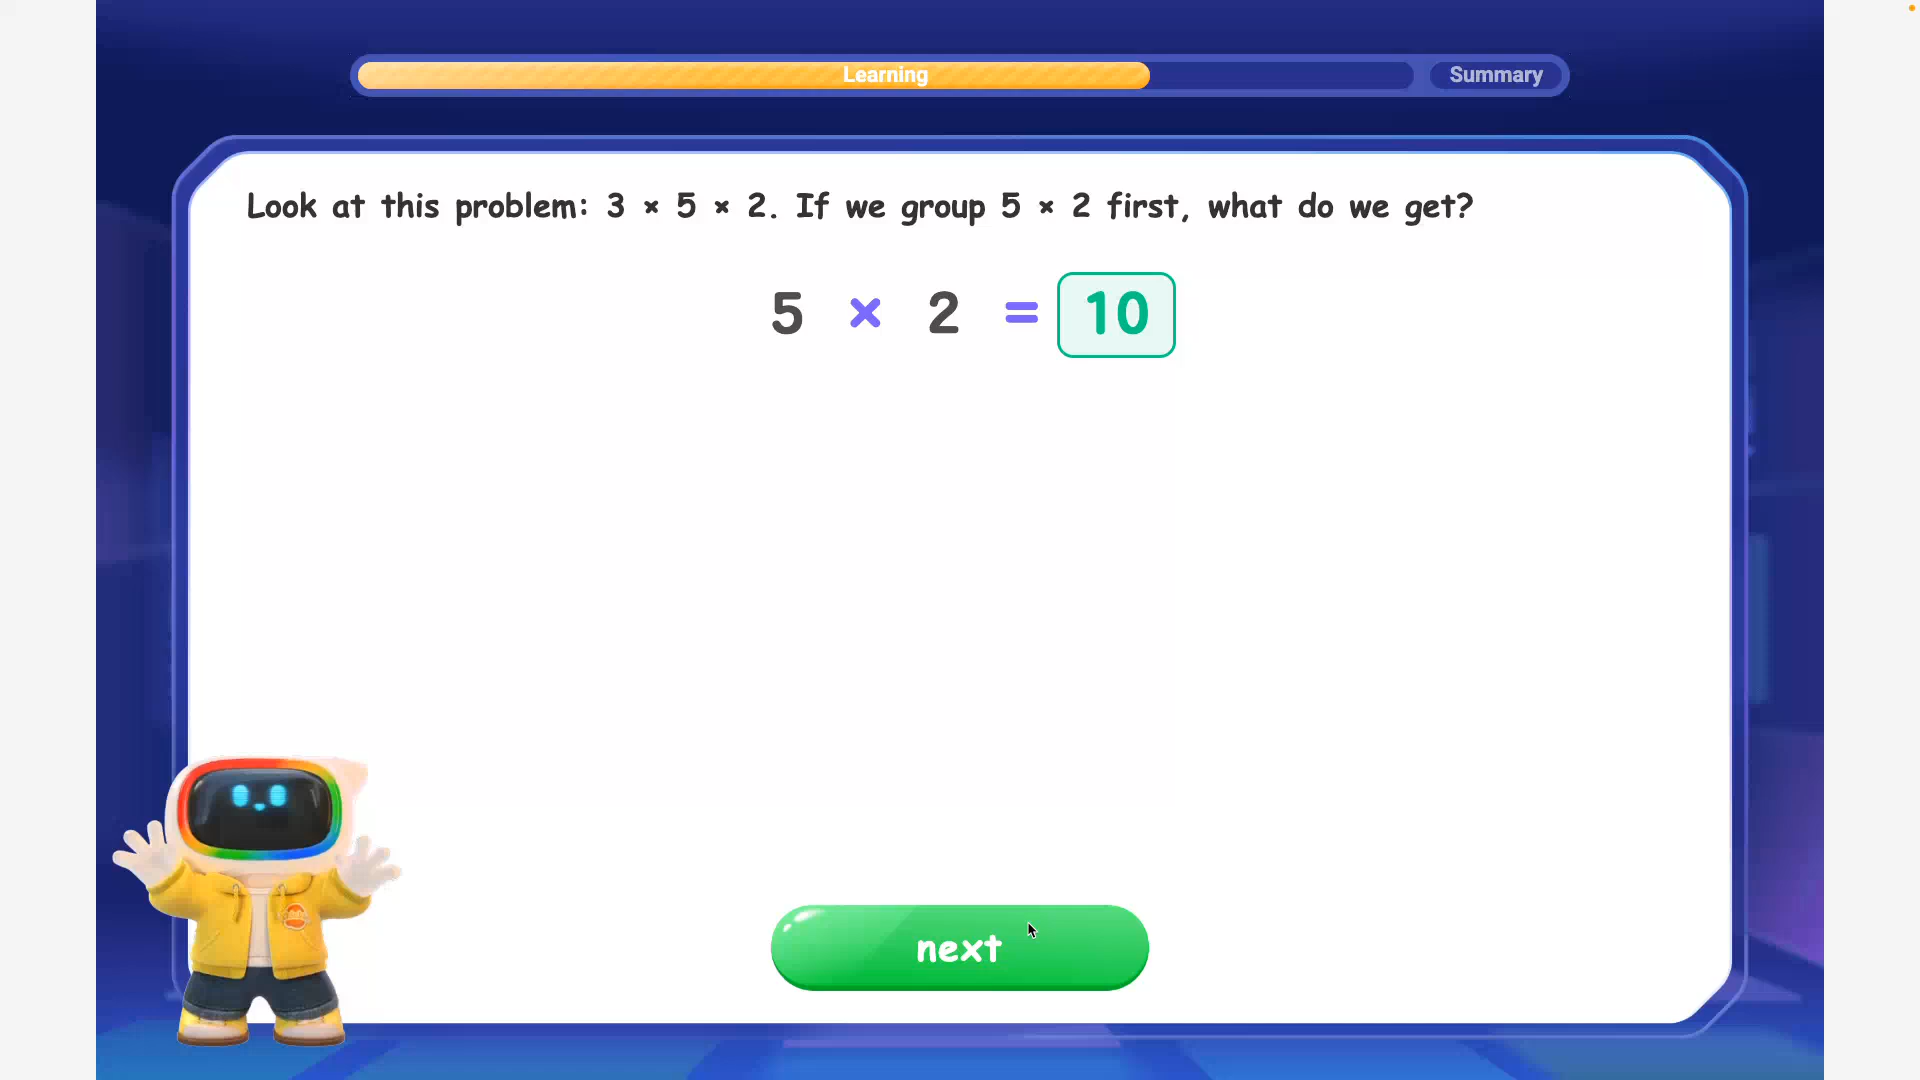 Learning
Summary
Look at this problem: 3 × 5 × 2. If we group 5 × 2 first, what do we get?
5 × 2 = 10
next